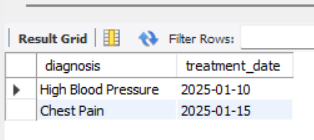 Result Grid Filter Rows:
diagnosis treatment_date
High Blood Pressure 2025-01-10
Chest Pain 2025-01-15